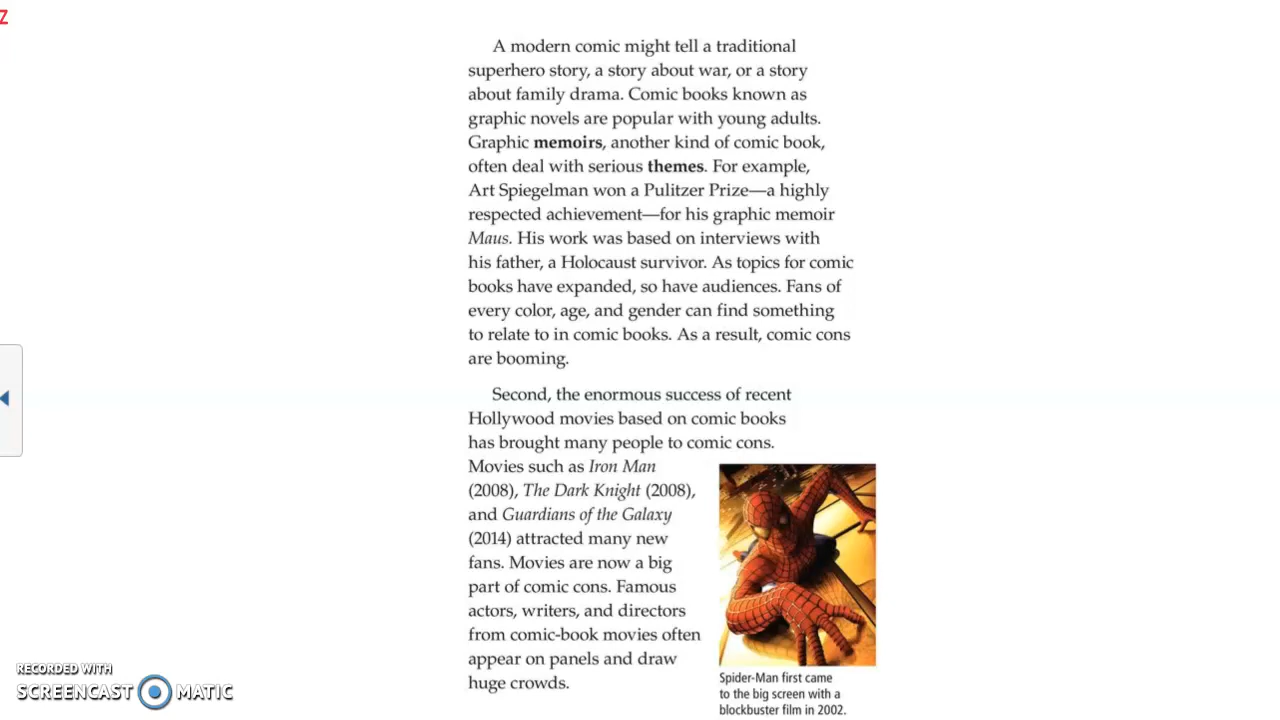 Z
A modern comic might tell a traditional
superhero story, a story about war, or a story
about family drama. Comic books known as
graphic novels are popular with young adults.
Graphic memoirs, another kind of comic book,
often deal with serious themes. For example,
Art Spiegelman won a Pulitzer Prize—a highly
respected achievement—for his graphic memoir
Maus. His work was based on interviews with
his father, a Holocaust survivor. As topics for comic
books have expanded, so have audiences. Fans of
every color, age, and gender can find something
to relate to in comic books. As a result, comic cons
are booming.
Second, the enormous success of recent
Hollywood movies based on comic books
has brought many people to comic cons.
Movies such as Iron Man
(2008), The Dark Knight (2008),
and Guardians of the Galaxy
(2014) attracted many new
fans. Movies are now a big
part of comic cons. Famous
actors, writers, and directors
from comic-book movies often
appear on panels and draw
huge crowds.
Spider-Man first came
to the big screen with a
blockbuster film in 2002.
RECORDED WITH
SCREENCAST MATIC